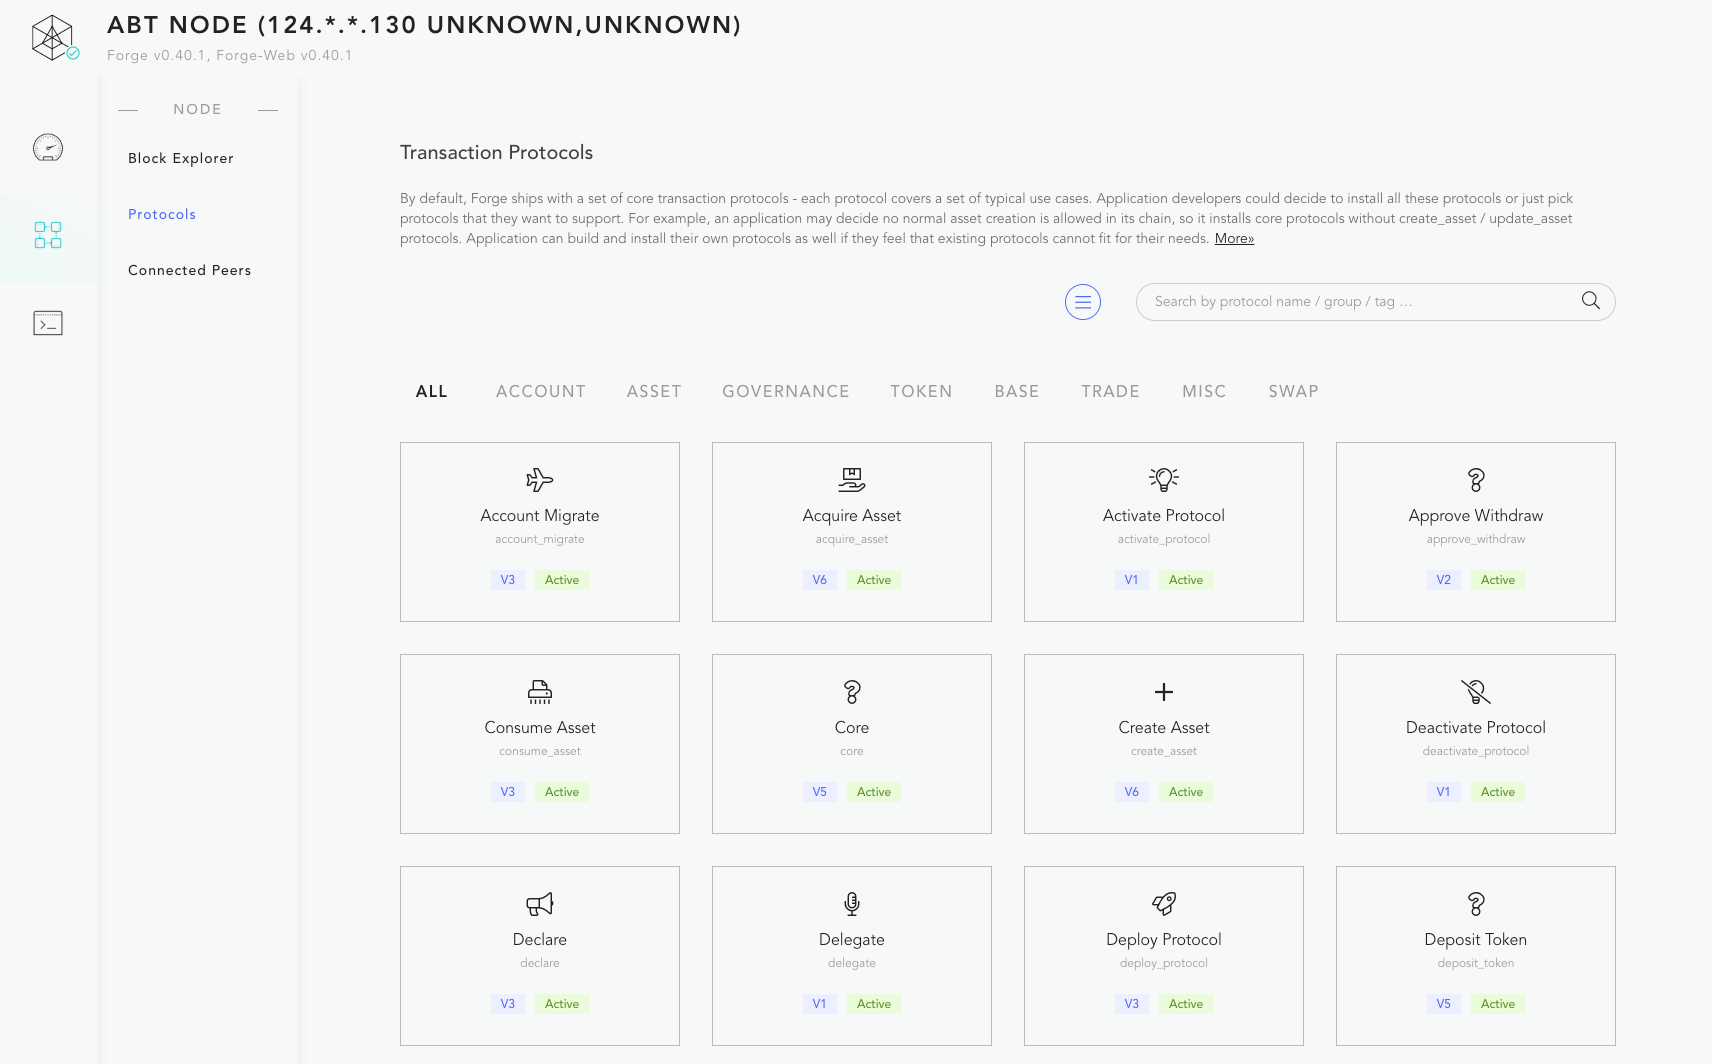 ABT NODE (124.*.*.130 UNKNOWN,UNKNOWN)
Forge v0.40.1, Forge-Web v0.40.1
NODE
Block Explorer
Protocols
Connected Peers
Transaction Protocols
By default, Forge ships with a set of core transaction protocols - each protocol covers a set of typical use cases. Application developers could decide to install all these protocols or just pick
protocols that they want to support. For example, an application may decide no normal asset creation is allowed in its chain, so it installs core protocols without create_asset / update_asset
protocols. Application can build and install their own protocols as well if they feel that existing protocols cannot fit for their needs. More»
Search by protocol name / group / tag ...
ALL ACCOUNT ASSET GOVERNANCE TOKEN BASE TRADE MISC SWAP
Account Migrate Acquire Asset Activate Protocol Approve Withdraw
account_migrate acquire_asset activate_protocol approve_withdraw
V3 Active V6 Active V1 Active V2 Active
Consume Asset Core Create Asset Deactivate Protocol
consume_asset core create_asset deactivate_protocol
V3 Active V5 Active V6 Active V1 Active
Declare Delegate Deploy Protocol Deposit Token
declare delegate deploy_protocol deposit_token
V3 Active V1 Active V3 Active V5 Active